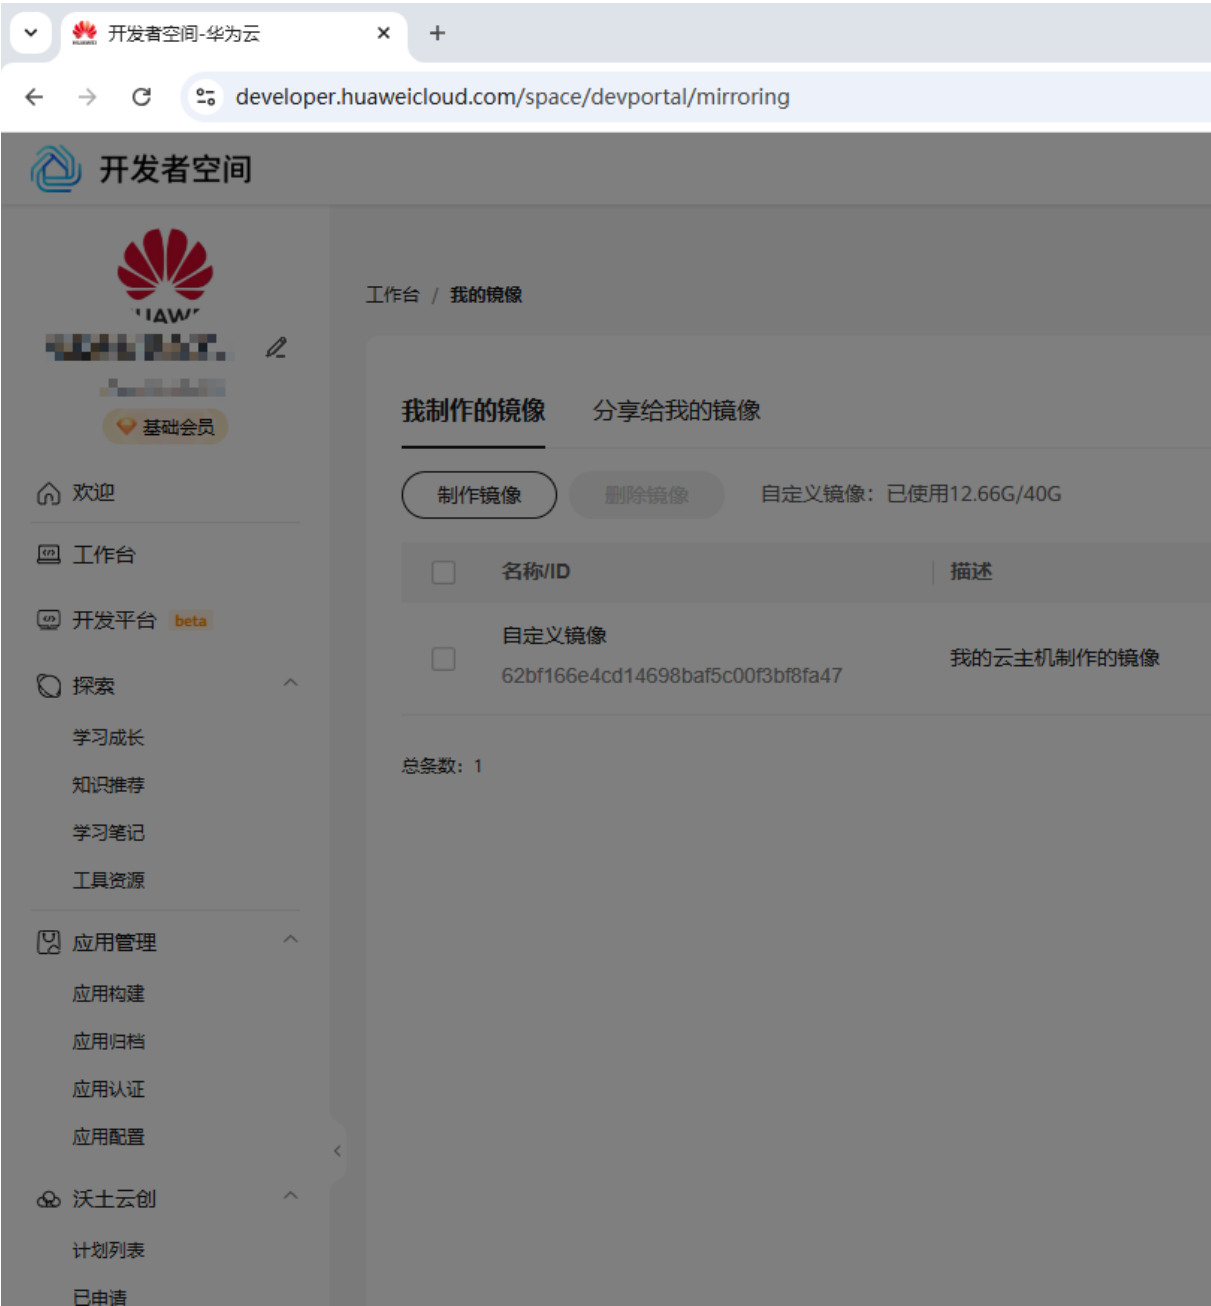 开发者空间-华为云
developer.huaweicloud.com/space/devportal/mirroring
开发者空间
基础会员
欢迎
工作台
开发平台 beta
探索
学习成长
知识推荐
学习笔记
工具资源
应用管理
应用构建
应用归档
应用认证
应用配置
沃土云创
计划列表
已申请
工作台 / 我的镜像
我制作的镜像 分享给我的镜像
制作镜像 删除镜像 自定义镜像：已使用12.66G/40G
名称/ID 描述
自定义镜像
62bf166e4cd14698baf5c00f3bf8fa47
我的云主机制作的镜像
总条数：1